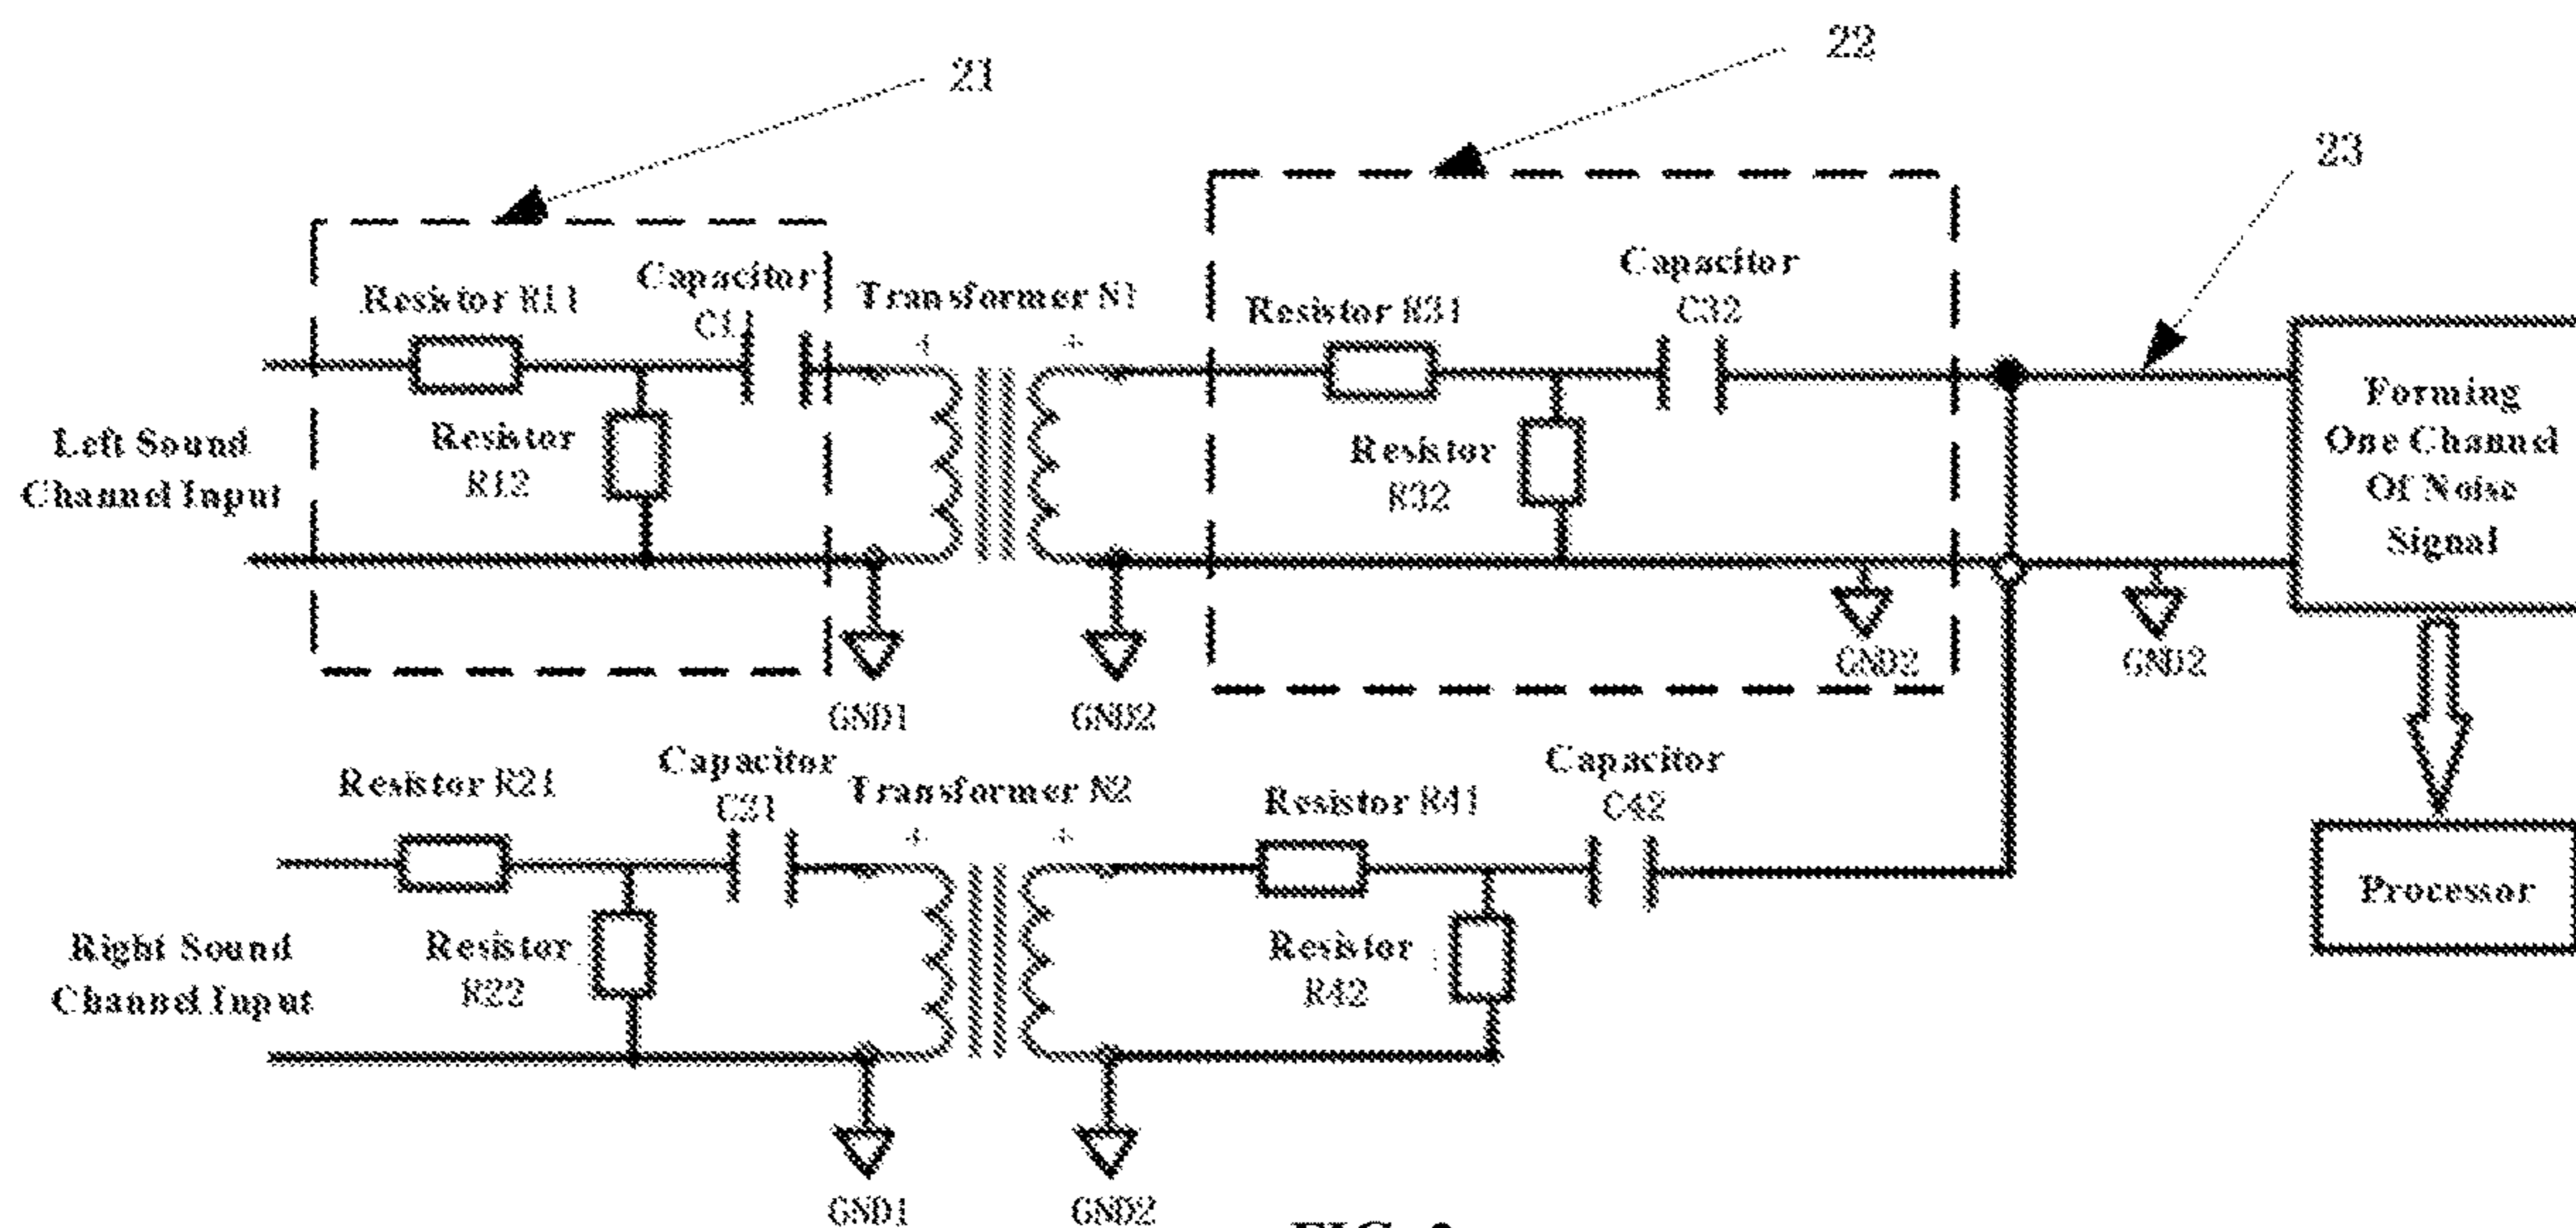 21
22
23
Resistor R11
Capacitor
Transformer N1
Resistor R31
Capacitor
C32
Left Sound
Channel Input
Resistor
R12
Resistor
R32
Forming
One Channel
Of Noise
Signal
GND1
GND2
GND2
GND2
Resistor R21
Capacitor
C21
Transformer N2
Resistor R41
Capacitor
C42
Right Sound
Channel Input
Resistor
R22
Resistor
R42
Processor
GND1
GND2